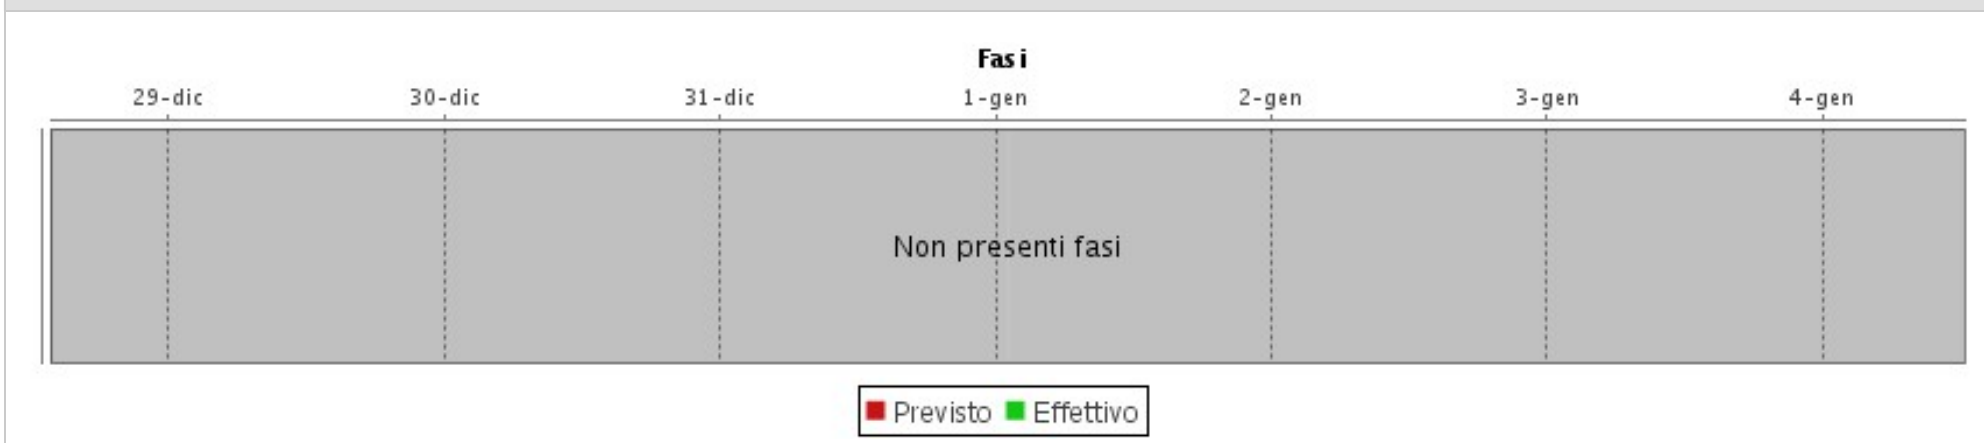 Fasi
29-dic 30-dic 31-dic 1-gen 2-gen 3-gen 4-gen
Non presenti fasi
Previsto Effettivo